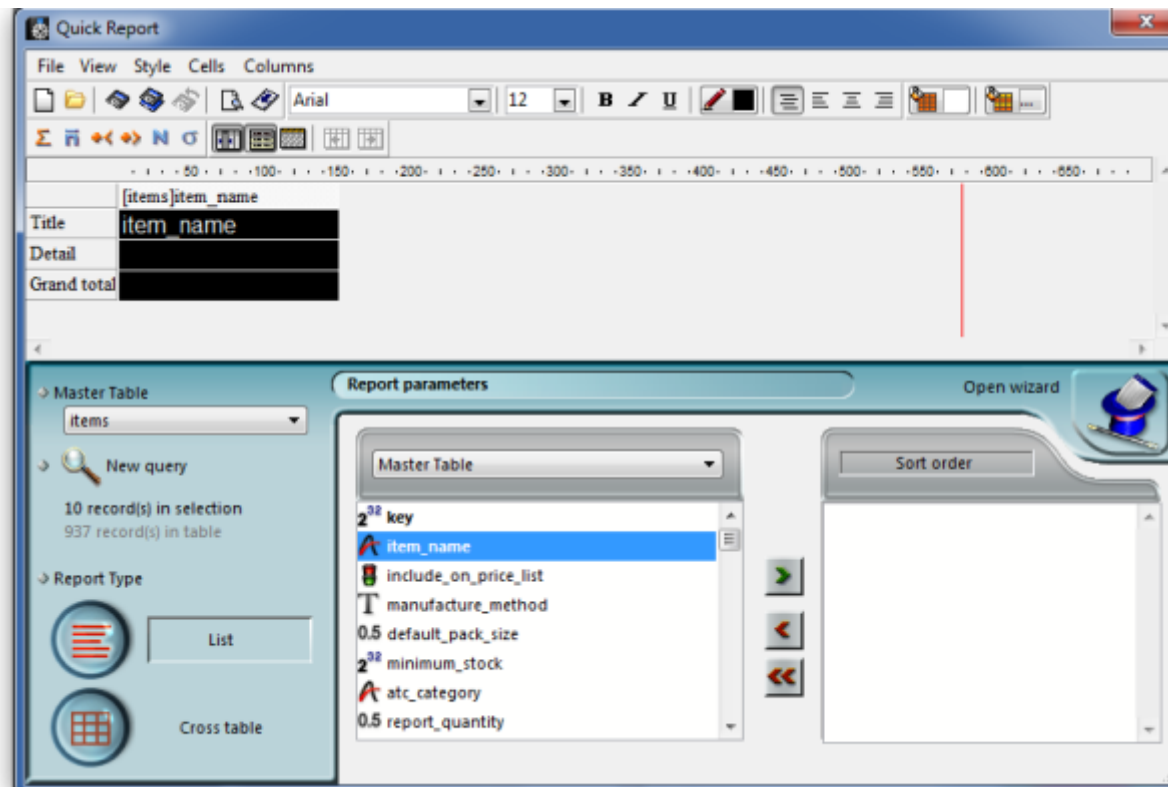 Quick Report
File View Style Cells Columns
Arial 12 B I U ...
Σ n N σ
50 100 150 200 250 300 350 400 450 500 550 600 650
[items]item_name
Title item_name
Detail
Grand total
Master Table
items
New query
10 record(s) in selection
937 record(s) in table
Report Type
List
Cross table
Report parameters
Open wizard
Master Table
2³² key
item_name
include_on_price_list
T manufacture_method
0.5 default_pack_size
2³² minimum_stock
atc_category
0.5 report_quantity
Sort order